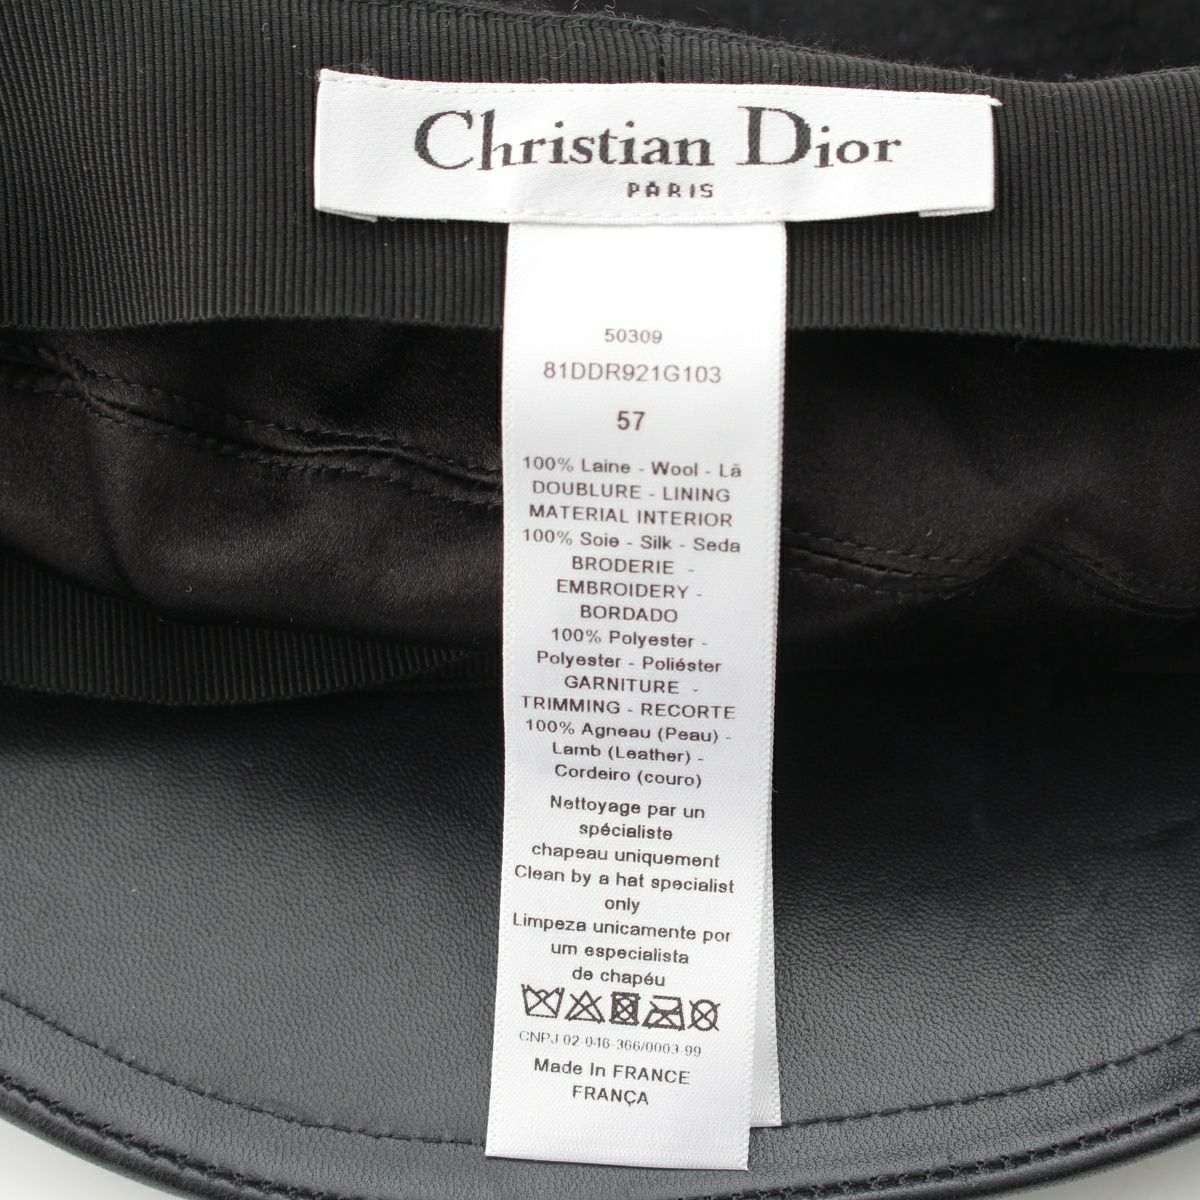 Christian Dior
PARIS
50309
81DDR921G103
57
100% Laine - Wool - Lã
DOUBLURE - LINING
MATERIAL INTERIOR
100% Soie - Silk - Seda
BRODERIE -
EMBROIDERY -
BORDADO
100% Polyester -
Polyester - Poliéster
GARNITURE -
TRIMMING - RECORTE
100% Agneau (Peau) -
Lamb (Leather) -
Cordeiro (couro)
Nettoyage par un
spécialiste
chapeau uniquement
Clean by a hat specialist
only
Limpeza unicamente por
um especialista
de chapéu
CNPJ 02-046-366/0003-99
Made In FRANCE
FRANÇA